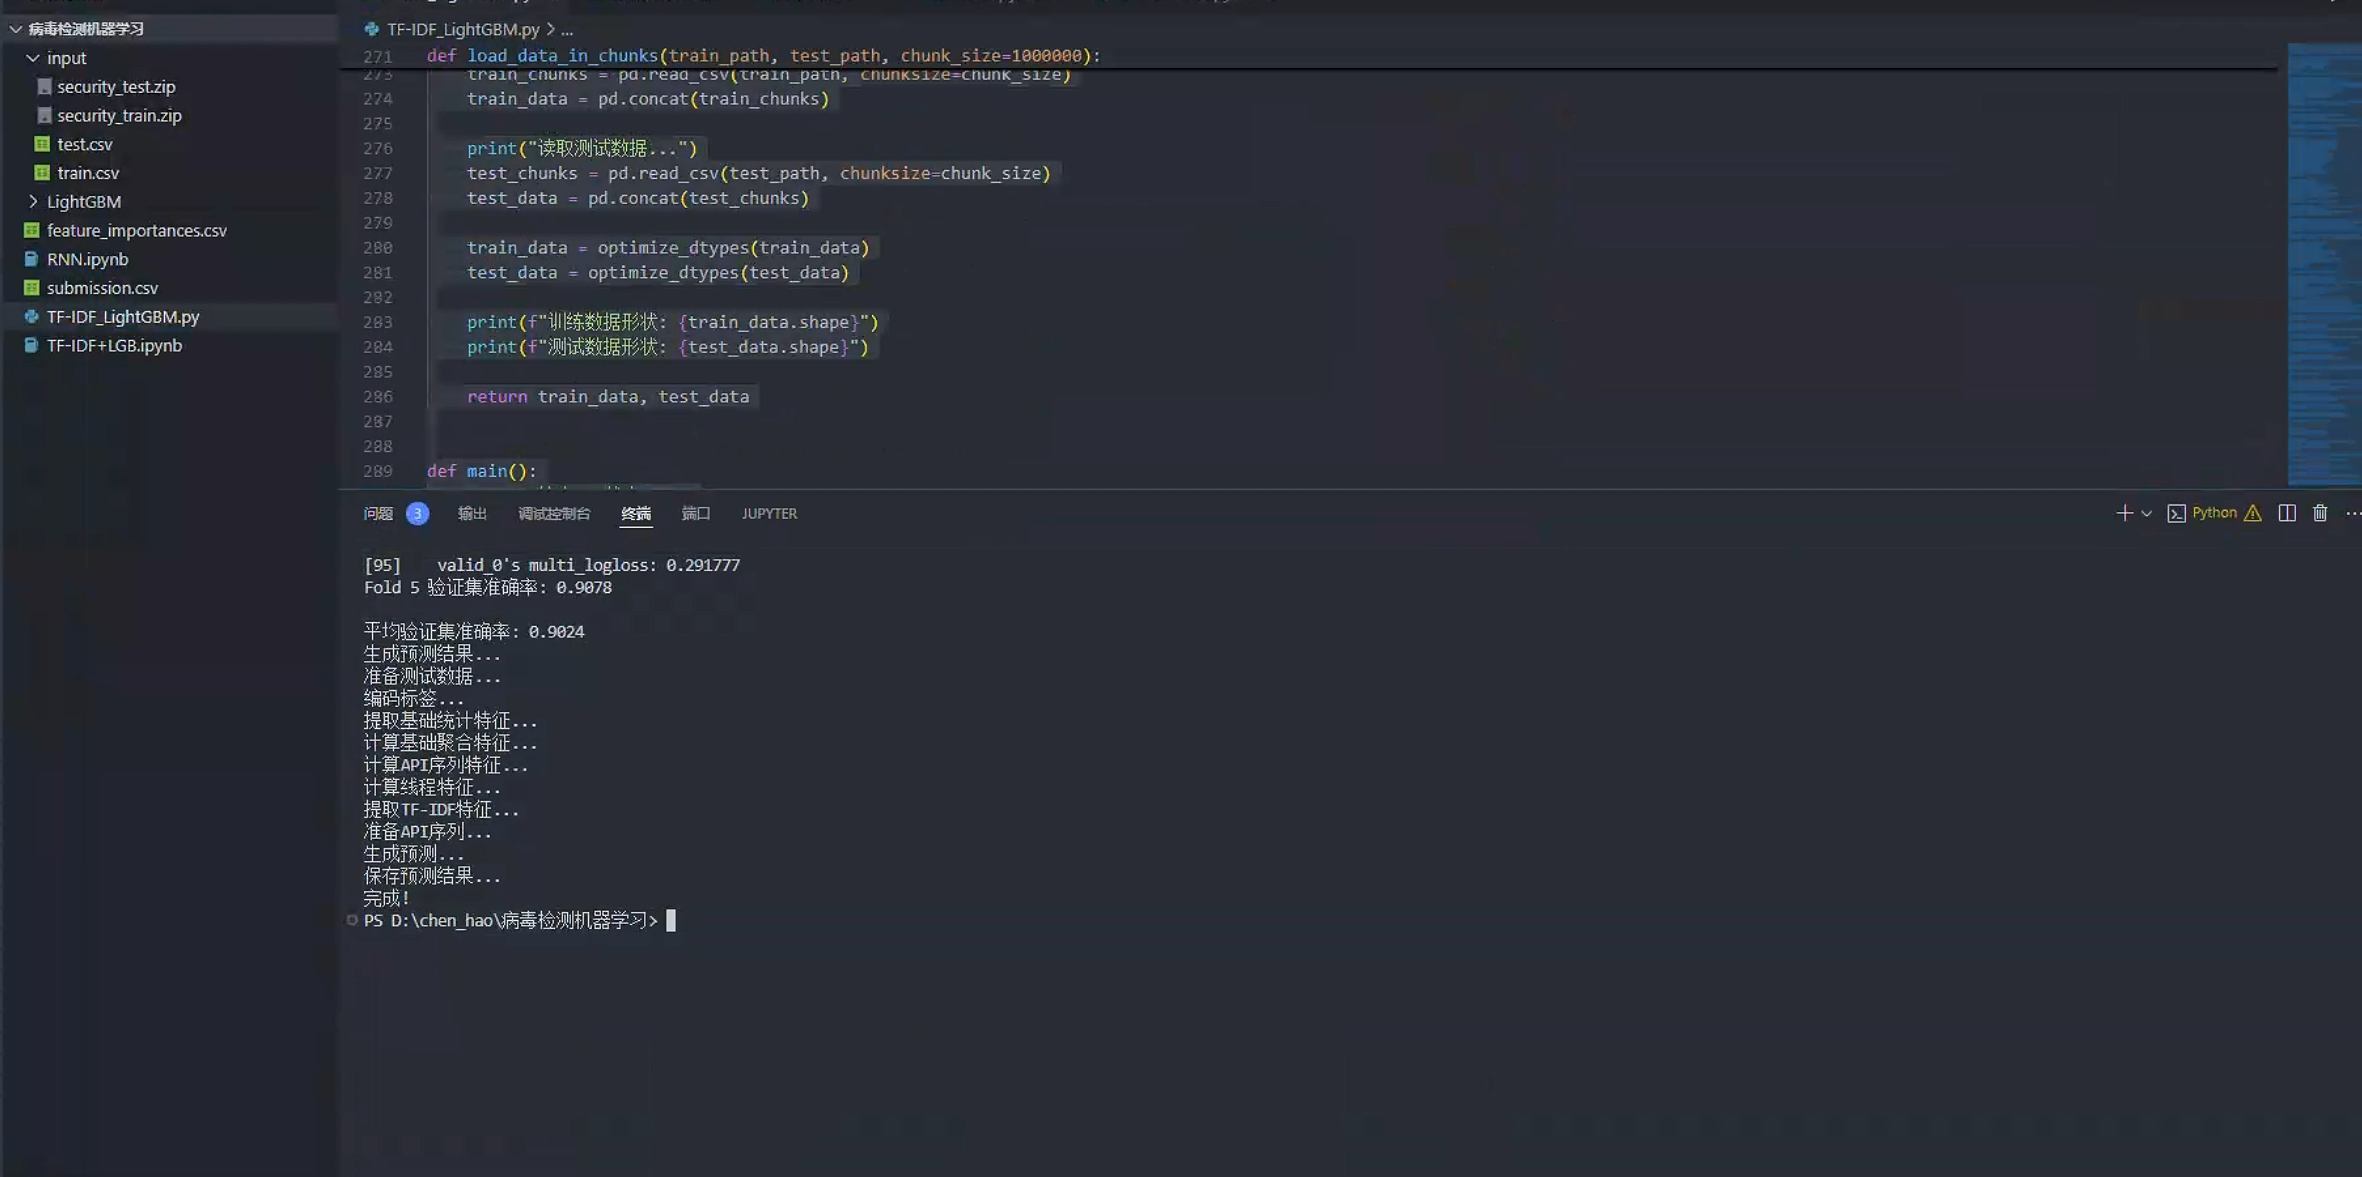 病毒检测机器学习
input
security_test.zip
security_train.zip
test.csv
train.csv
LightGBM
feature_importances.csv
RNN.ipynb
submission.csv
TF-IDF_LightGBM.py
TF-IDF+LGB.ipynb
TF-IDF_LightGBM.py > ...
271 def load_data_in_chunks(train_path, test_path, chunk_size=1000000):
273 train_chunks = pd.read_csv(train_path, chunksize=chunk_size)
274 train_data = pd.concat(train_chunks)
275
276 print("读取测试数据...")
277 test_chunks = pd.read_csv(test_path, chunksize=chunk_size)
278 test_data = pd.concat(test_chunks)
279
280 train_data = optimize_dtypes(train_data)
281 test_data = optimize_dtypes(test_data)
282
283 print(f"训练数据形状: {train_data.shape}")
284 print(f"测试数据形状: {test_data.shape}")
285
286 return train_data, test_data
287
288
289 def main():
问题 3 输出 调试控制台 终端 端口 JUPYTER
Python
[95] valid_0's multi_logloss: 0.291777
Fold 5 验证集准确率: 0.9078
平均验证集准确率: 0.9024
生成预测结果...
准备测试数据...
编码标签...
提取基础统计特征...
计算基础聚合特征...
计算API序列特征...
计算线程特征...
提取TF-IDF特征...
准备API序列...
生成预测...
保存预测结果...
完成!
PS D:\chen_hao\病毒检测机器学习>